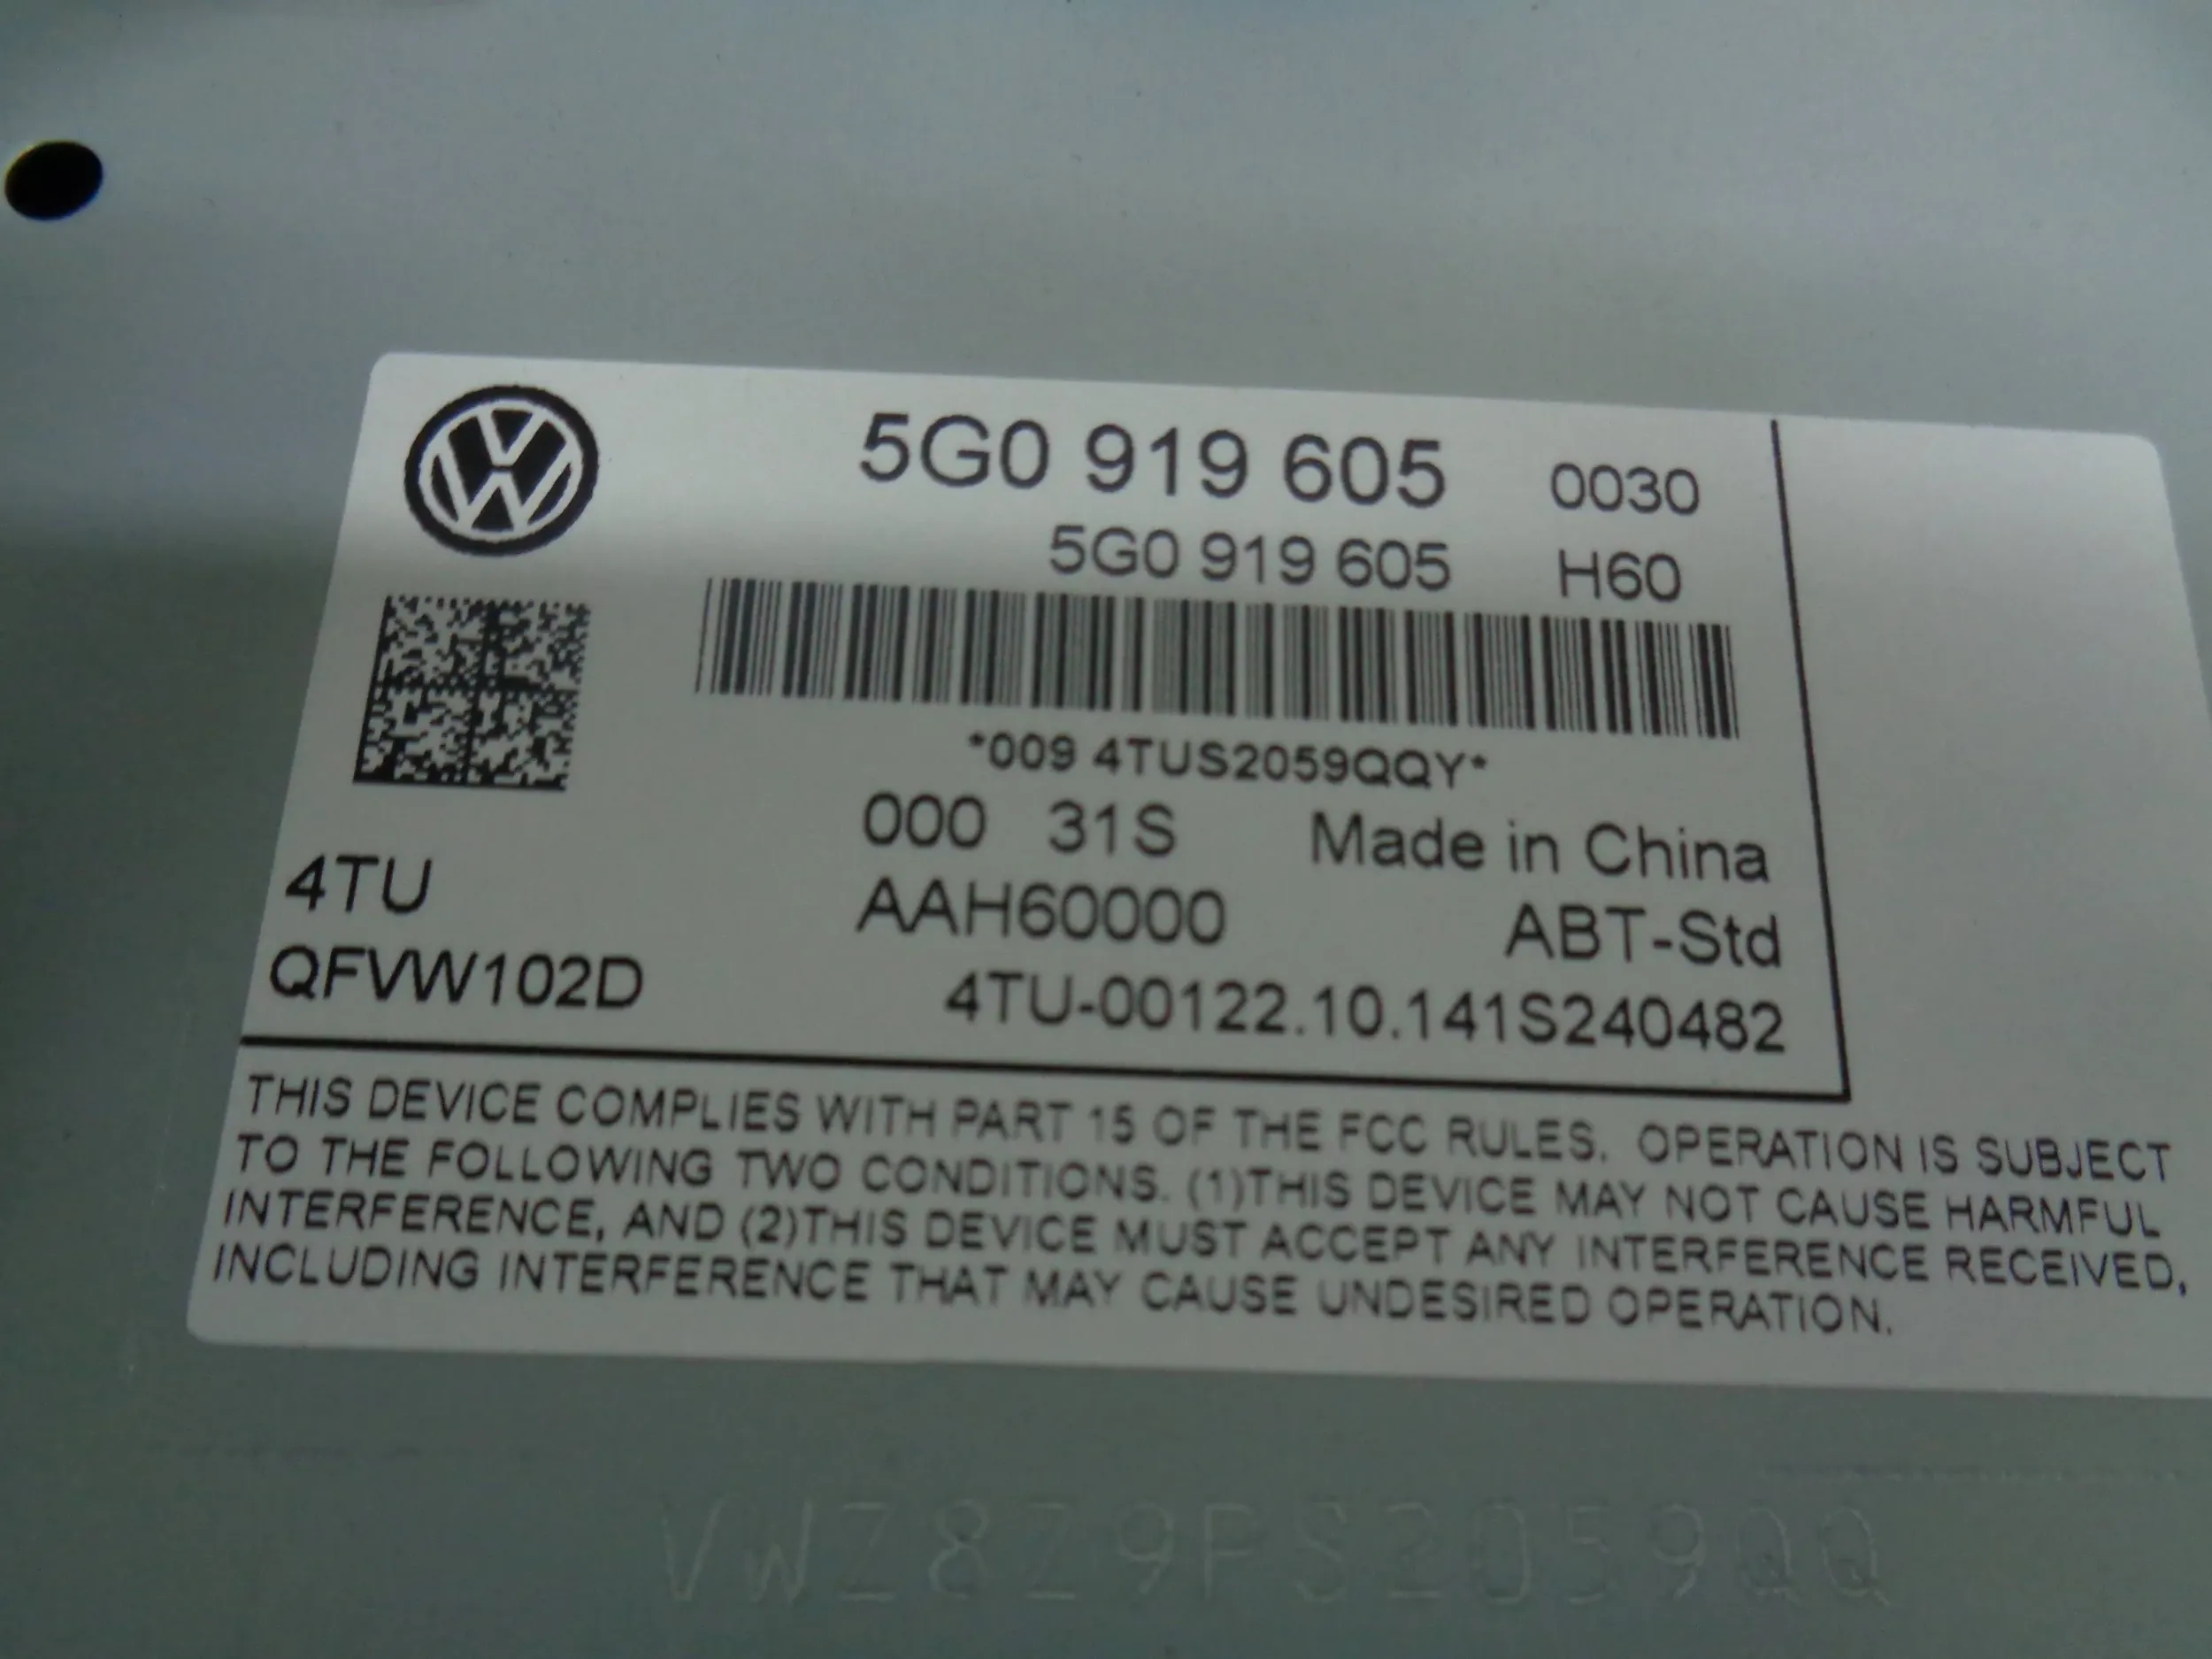 5G0 919 605 0030
5G0 919 605 H60
*009 4TUS2059QQY*
000 31S Made in China
4TU AAH60000 ABT-Std
QFVW102D 4TU-00122.10.141S240482
THIS DEVICE COMPLIES WITH PART 15 OF THE FCC RULES. OPERATION IS SUBJECT
TO THE FOLLOWING TWO CONDITIONS. (1)THIS DEVICE MAY NOT CAUSE HARMFUL
INTERFERENCE, AND (2)THIS DEVICE MUST ACCEPT ANY INTERFERENCE RECEIVED,
INCLUDING INTERFERENCE THAT MAY CAUSE UNDESIRED OPERATION.
VWZ8Z9PS2059QQ